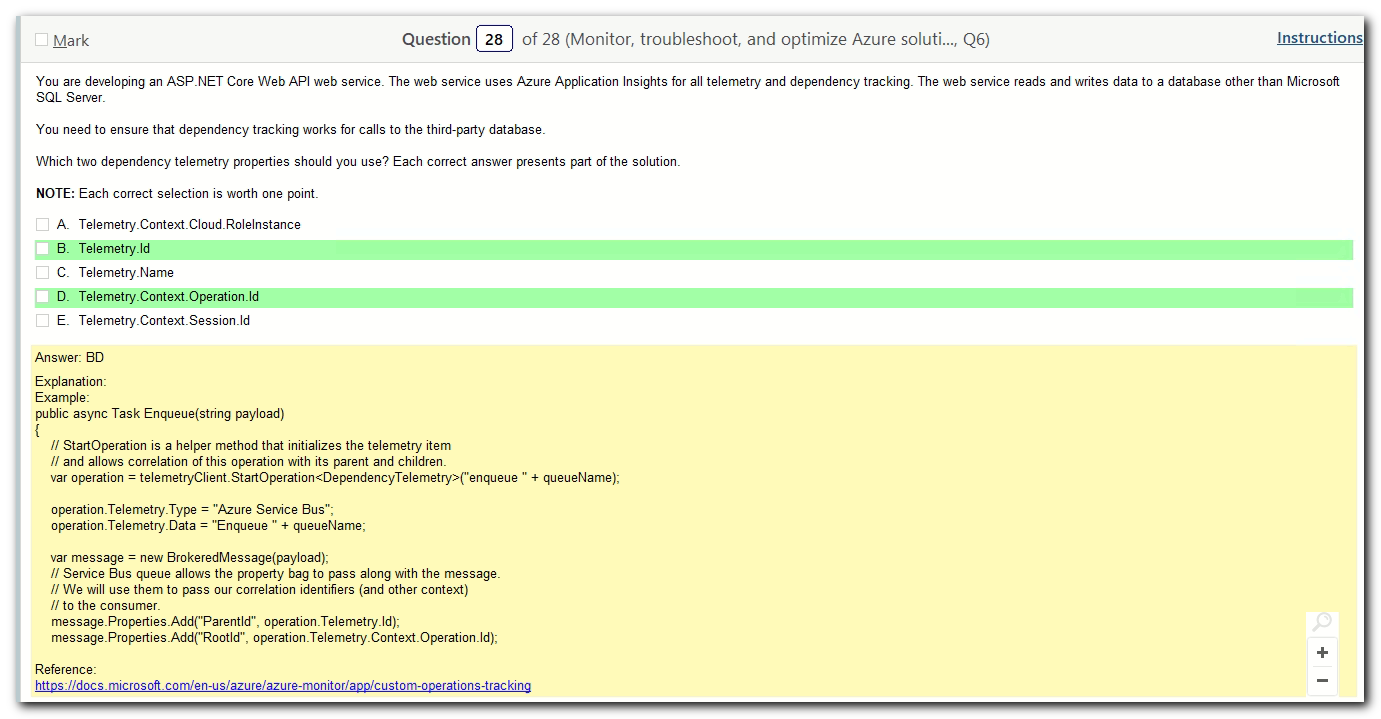 Mark
Question 28 of 28 (Monitor, troubleshoot, and optimize Azure soluti..., Q6)
Instructions
You are developing an ASP.NET Core Web API web service. The web service uses Azure Application Insights for all telemetry and dependency tracking. The web service reads and writes data to a database other than Microsoft
SQL Server.
You need to ensure that dependency tracking works for calls to the third-party database.
Which two dependency telemetry properties should you use? Each correct answer presents part of the solution.
NOTE: Each correct selection is worth one point.
A. Telemetry.Context.Cloud.RoleInstance
B. Telemetry.Id
C. Telemetry.Name
D. Telemetry.Context.Operation.Id
E. Telemetry.Context.Session.Id
Answer: BD
Explanation:
Example:
public async Task Enqueue(string payload)
{
// StartOperation is a helper method that initializes the telemetry item
// and allows correlation of this operation with its parent and children.
var operation = telemetryClient.StartOperation<DependencyTelemetry>("enqueue " + queueName);
operation.Telemetry.Type = "Azure Service Bus";
operation.Telemetry.Data = "Enqueue " + queueName;
var message = new BrokeredMessage(payload);
// Service Bus queue allows the property bag to pass along with the message.
// We will use them to pass our correlation identifiers (and other context)
// to the consumer.
message.Properties.Add("ParentId", operation.Telemetry.Id);
message.Properties.Add("RootId", operation.Telemetry.Context.Operation.Id);
Reference:
https://docs.microsoft.com/en-us/azure/azure-monitor/app/custom-operations-tracking